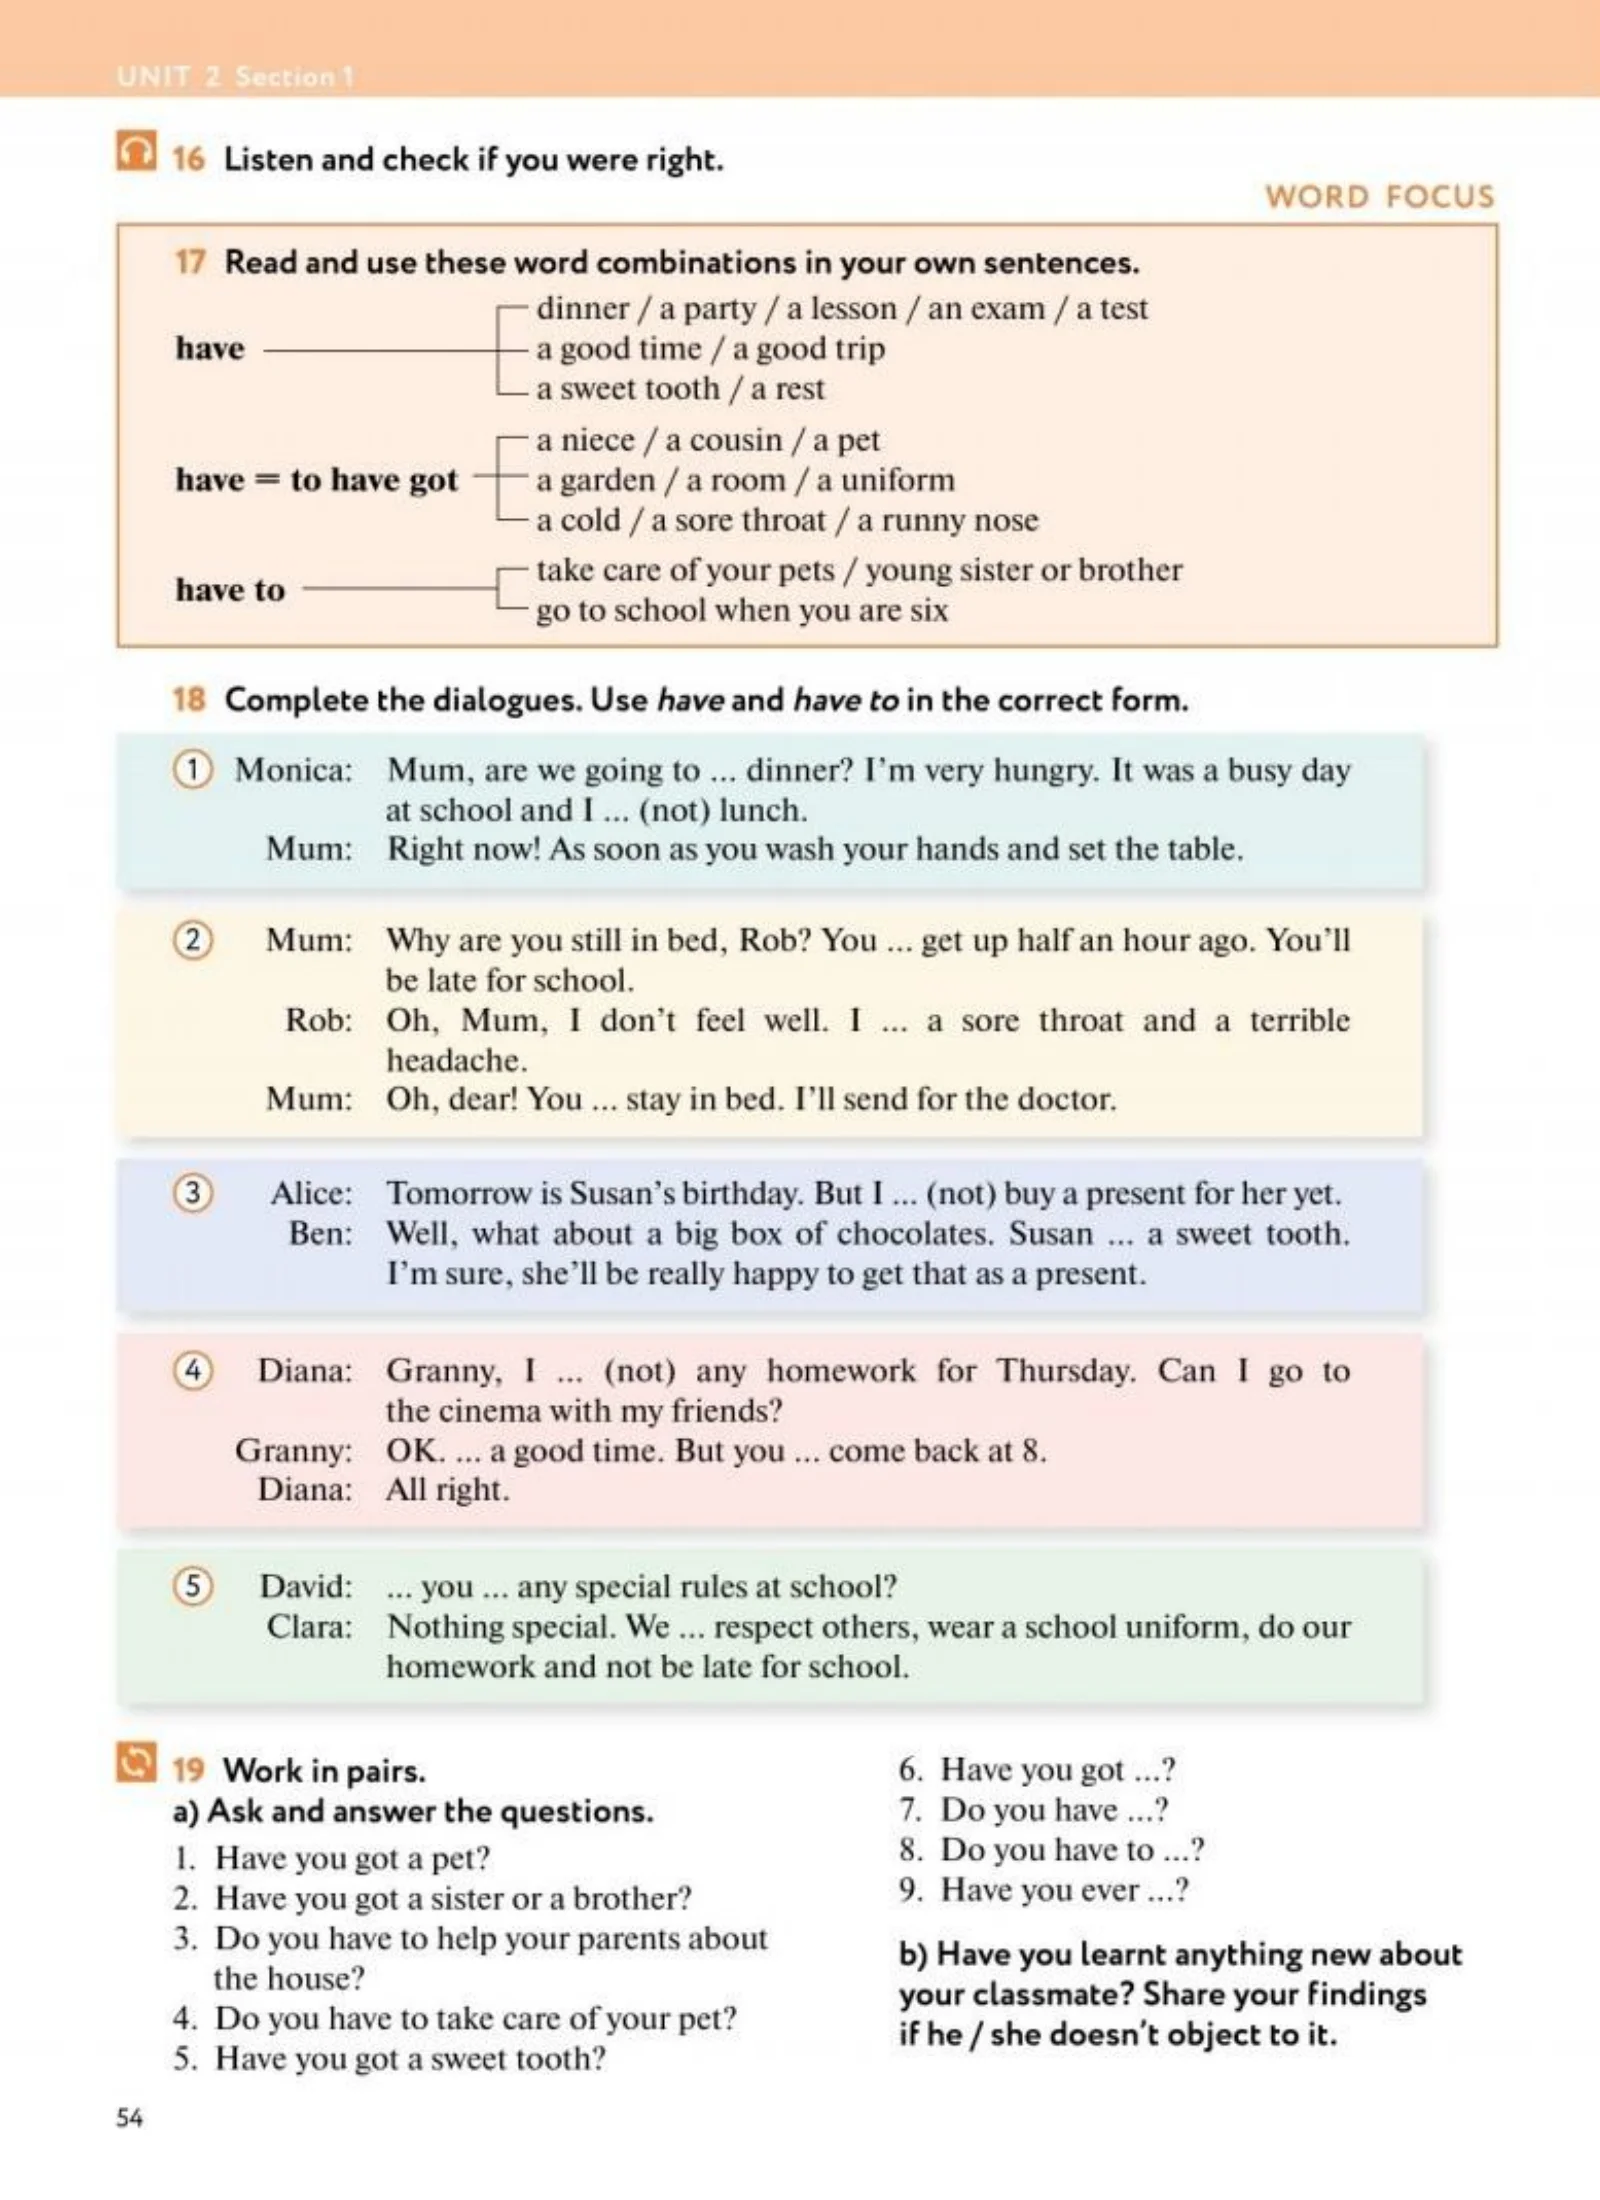 UNIT 2 Section 1
16 Listen and check if you were right.
WORD FOCUS
17 Read and use these word combinations in your own sentences.
dinner / a party / a lesson / an exam / a test
have
a good time / a good trip
a sweet tooth / a rest
a niece / a cousin / a pet
have = to have got
a garden / a room / a uniform
a cold / a sore throat / a runny nose
take care of your pets / young sister or brother
have to
go to school when you are six
18 Complete the dialogues. Use have and have to in the correct form.
1 Monica: Mum, are we going to ... dinner? I'm very hungry. It was a busy day
at school and I ... (not) lunch.
Mum: Right now! As soon as you wash your hands and set the table.
2 Mum: Why are you still in bed, Rob? You ... get up half an hour ago. You'll
be late for school.
Rob: Oh, Mum, I don't feel well. I ... a sore throat and a terrible
headache.
Mum: Oh, dear! You ... stay in bed. I'll send for the doctor.
3 Alice: Tomorrow is Susan's birthday. But I ... (not) buy a present for her yet.
Ben: Well, what about a big box of chocolates. Susan ... a sweet tooth.
I'm sure, she'll be really happy to get that as a present.
4 Diana: Granny, I ... (not) any homework for Thursday. Can I go to
the cinema with my friends?
Granny: OK. ... a good time. But you ... come back at 8.
Diana: All right.
5 David: ... you ... any special rules at school?
Clara: Nothing special. We ... respect others, wear a school uniform, do our
homework and not be late for school.
19 Work in pairs.
a) Ask and answer the questions.
1. Have you got a pet?
2. Have you got a sister or a brother?
3. Do you have to help your parents about
the house?
4. Do you have to take care of your pet?
5. Have you got a sweet tooth?
6. Have you got ...?
7. Do you have ...?
8. Do you have to ...?
9. Have you ever ...?
b) Have you learnt anything new about
your classmate? Share your findings
if he / she doesn't object to it.
54